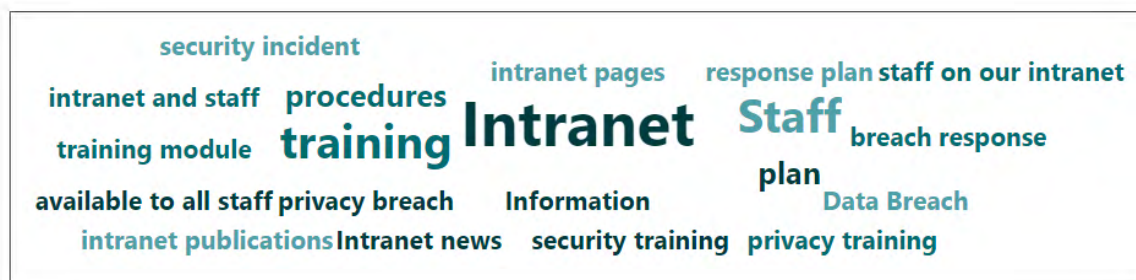 security incident
intranet pages
response plan
staff on our intranet
intranet and staff
procedures
Intranet
Staff
training module
training
breach response
plan
available to all staff
privacy breach
Information
Data Breach
intranet publications
Intranet news
security training
privacy training